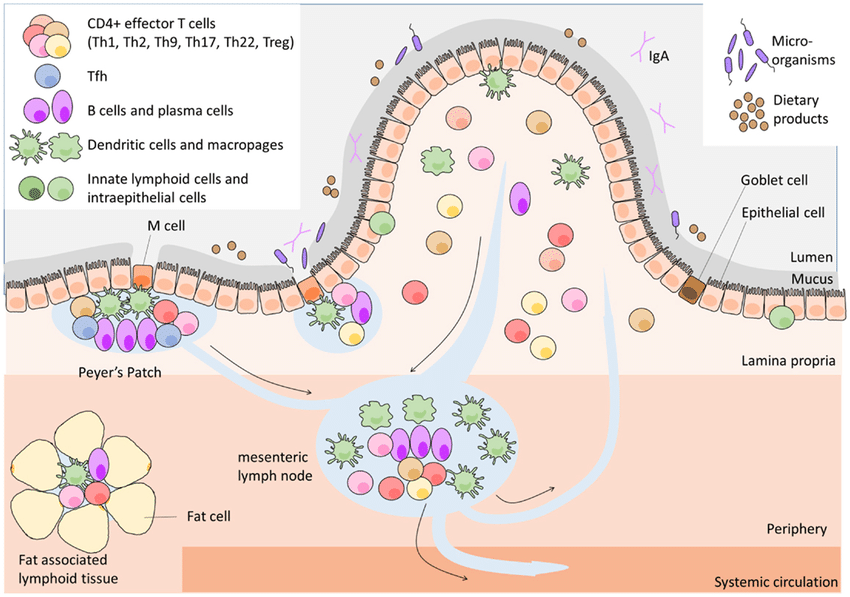 CD4+ effector T cells
(Th1, Th2, Th9, Th17, Th22, Treg)
Tfh
B cells and plasma cells
Dendritic cells and macropages
Innate lymphoid cells and
intraepithelial cells
IgA
Micro-
organisms
Dietary
products
M cell
Goblet cell
Epithelial cell
Lumen
Mucus
Lamina propria
Peyer's Patch
mesenteric
lymph node
Fat cell
Periphery
Fat associated
lymphoid tissue
Systemic circulation